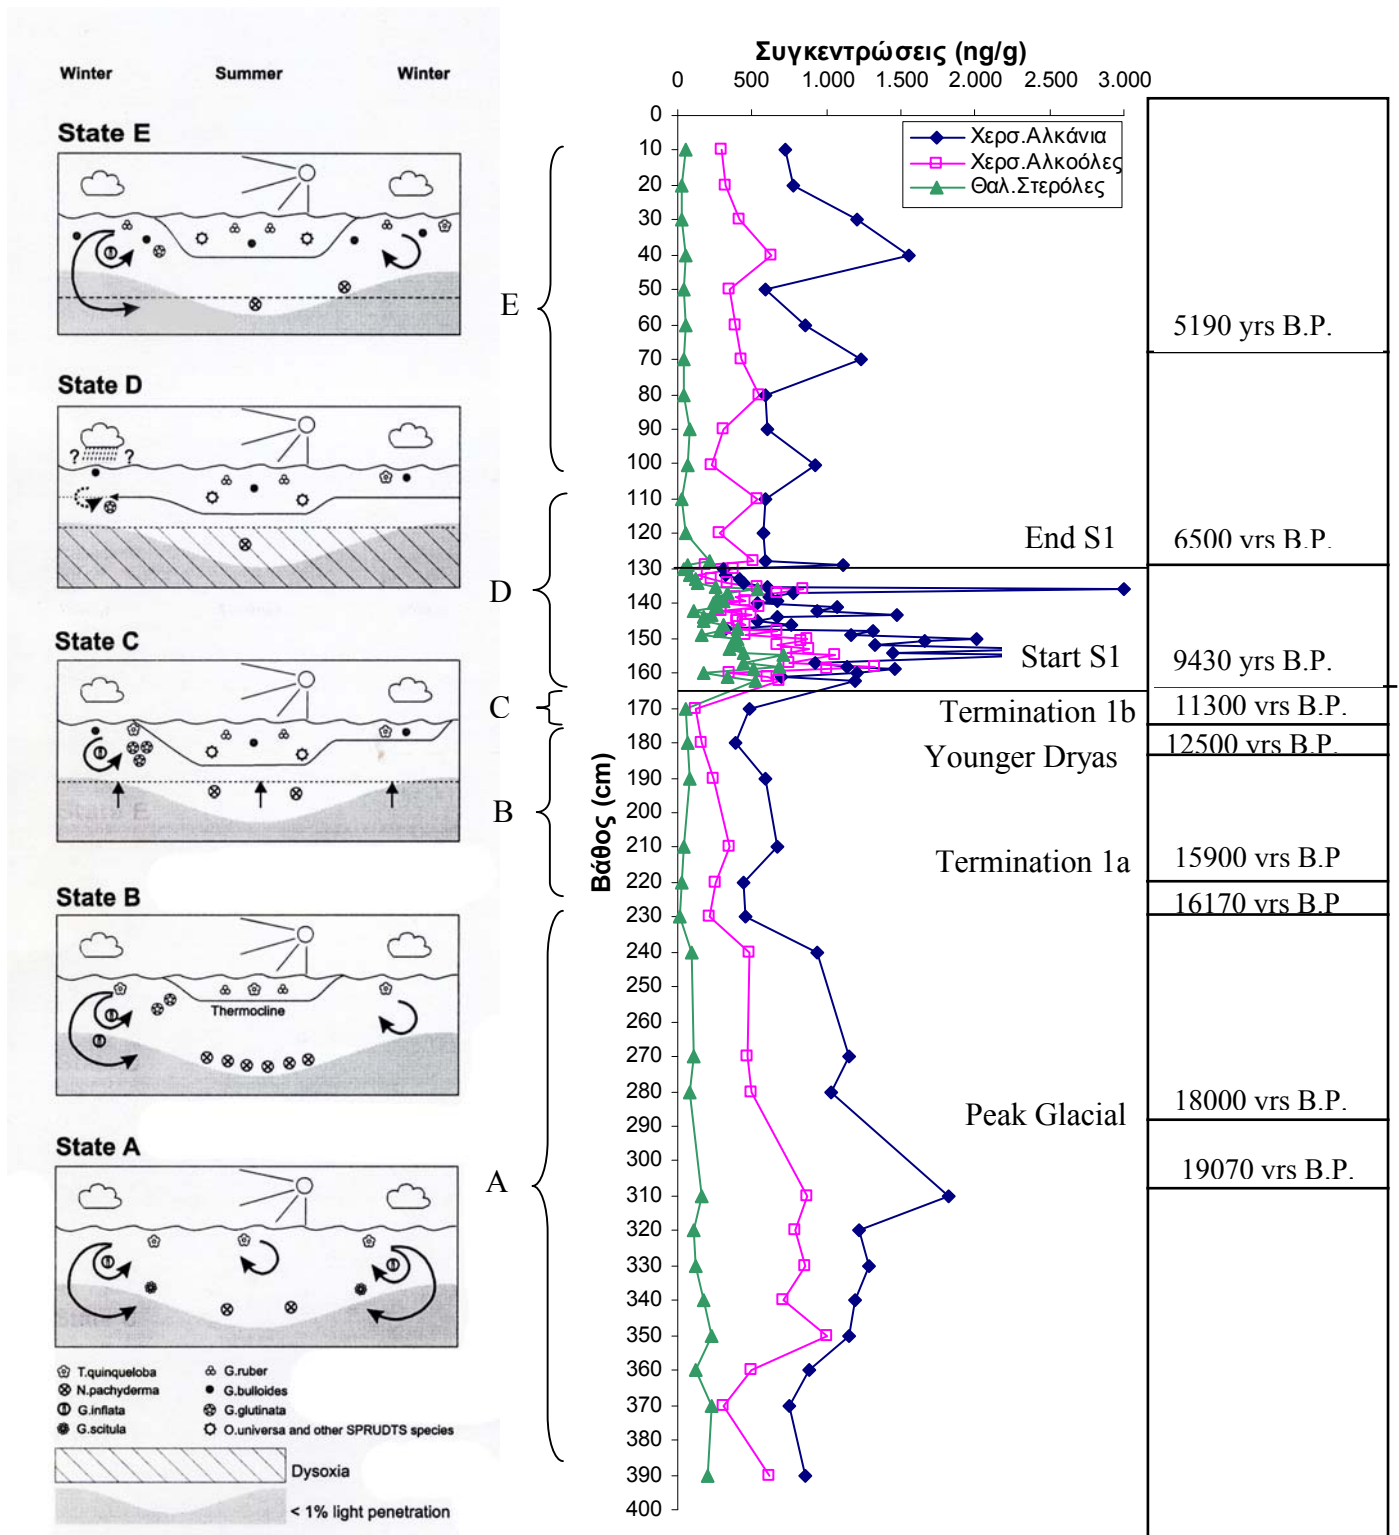 Winter Summer Winter
State E
State D
? ?
State C
State B
Thermocline
State A
T.quinqueloba G.ruber
N.pachyderma G.bulloides
G.inflata G.glutinata
G.scitula O.universa and other SPRUDTS species
Dysoxia
< 1% light penetration
E
D
C
B
A
Συγκεντρώσεις (ng/g)
0 500 1.000 1.500 2.000 2.500 3.000
Χερσ.Αλκάνια
Χερσ.Αλκοόλες
Θαλ.Στερόλες
Βάθος (cm)
0
10
20
30
40
50
60
70
80
90
100
110
120
130
140
150
160
170
180
190
200
210
220
230
240
250
260
270
280
290
300
310
320
330
340
350
360
370
380
390
400
End S1
Start S1
Termination 1b
Younger Dryas
Termination 1a
Peak Glacial
5190 yrs B.P.
6500 yrs B.P.
9430 yrs B.P.
11300 yrs B.P.
12500 yrs B.P.
15900 yrs B.P
16170 yrs B.P
18000 yrs B.P.
19070 yrs B.P.